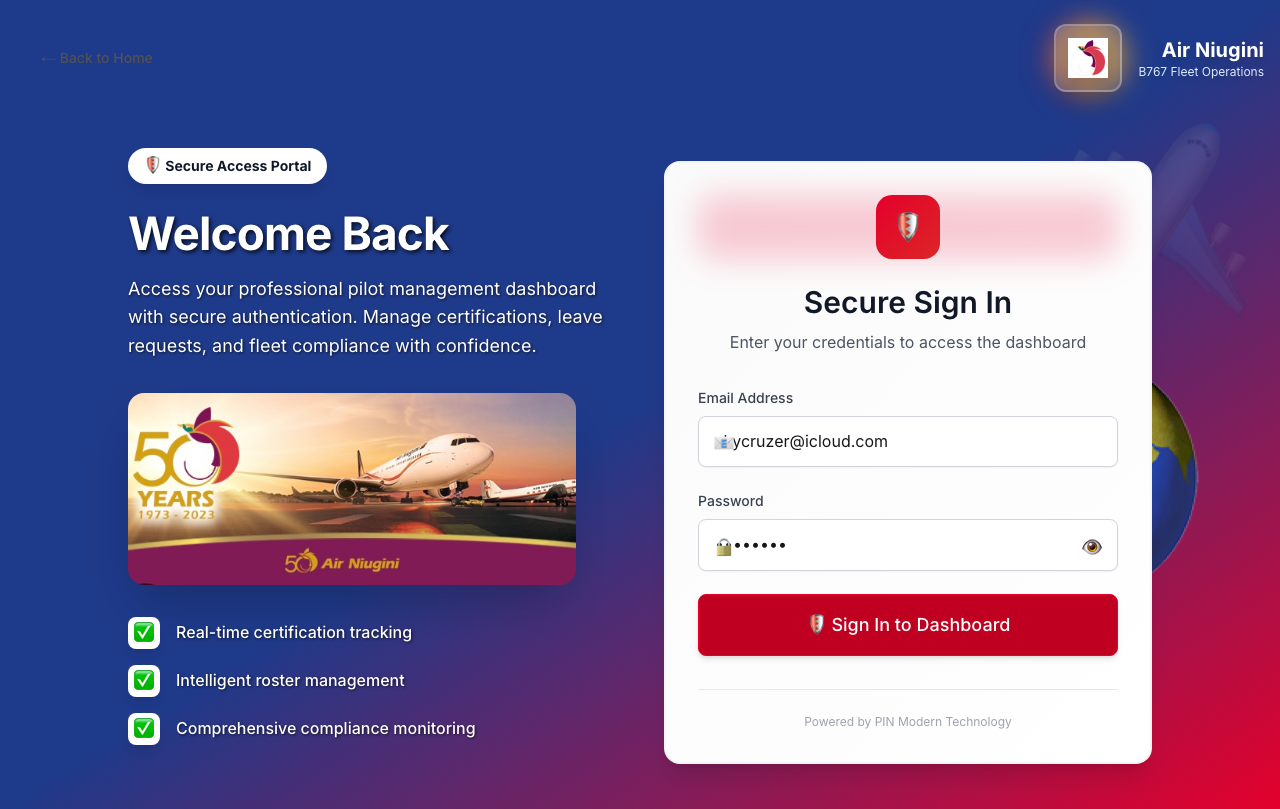 ← Back to Home
Air Niugini
B767 Fleet Operations
Secure Access Portal
Welcome Back
Access your professional pilot management dashboard
with secure authentication. Manage certifications, leave
requests, and fleet compliance with confidence.
50
YEARS
1973 - 2023
50 Air Niugini
✅ Real-time certification tracking
✅ Intelligent roster management
✅ Comprehensive compliance monitoring
Secure Sign In
Enter your credentials to access the dashboard
Email Address
ycruzer@icloud.com
Password
••••••
Sign In to Dashboard
Powered by PIN Modern Technology